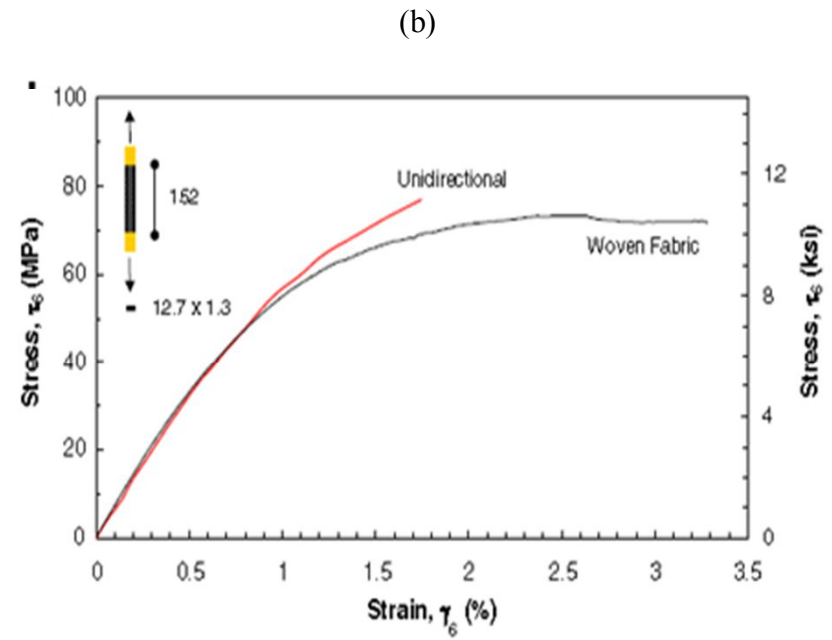 (b)
100
80
60
40
20
0
Stress, τ6 (MPa)
152
12.7 X 1.3
Unidirectional
Woven Fabric
12
8
4
0
Stress, τ6 (ksi)
0 0.5 1 1.5 2 2.5 3 3.5
Strain, γ6 (%)